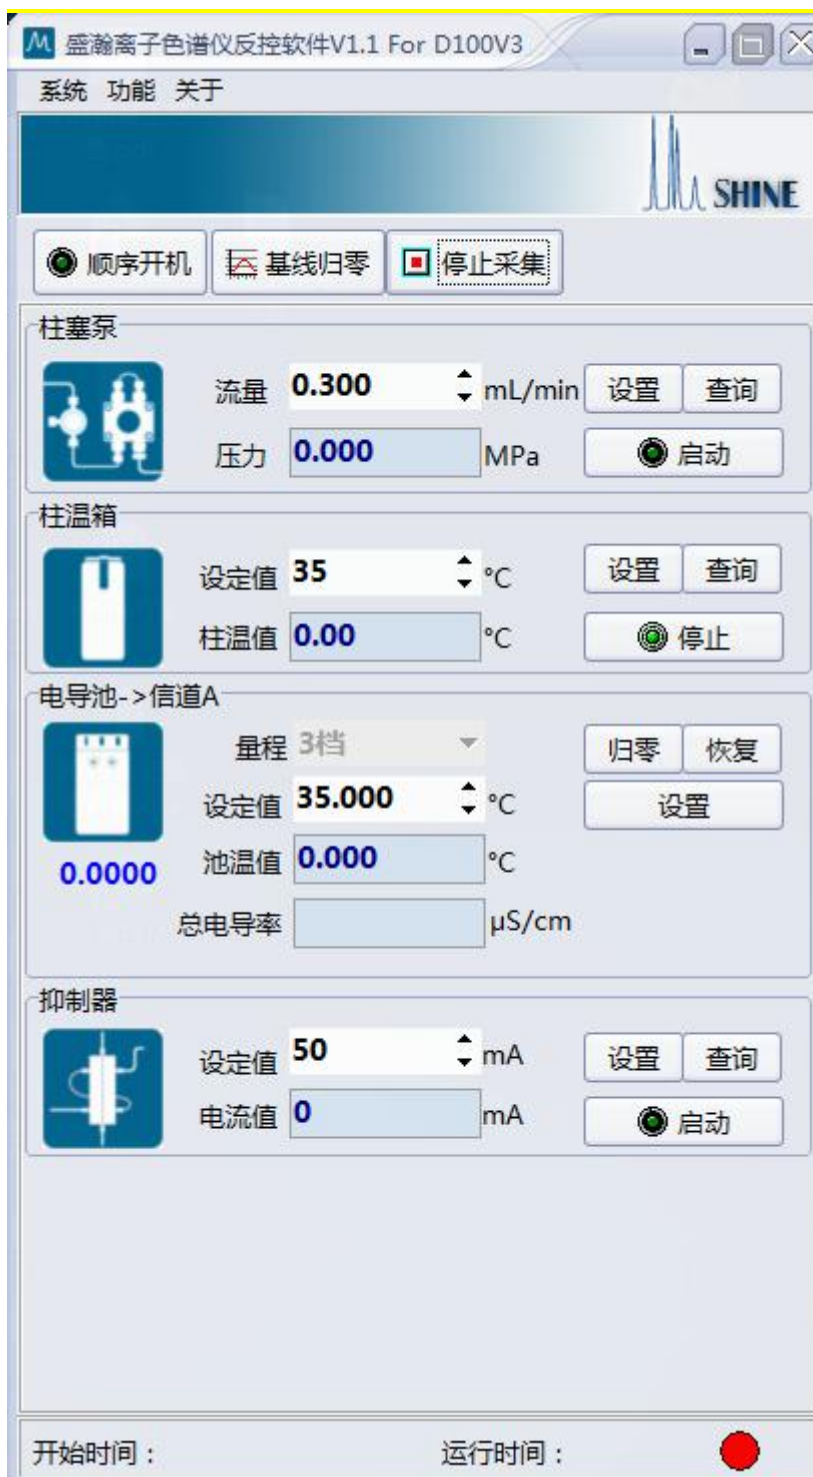 盛瀚离子色谱仪反控软件V1.1 For D100V3
系统 功能 关于
SHINE
顺序开机 基线归零 停止采集
柱塞泵
流量 0.300 mL/min 设置 查询
压力 0.000 MPa 启动
柱温箱
设定值 35 °C 设置 查询
柱温值 0.00 °C 停止
电导池->信道A
量程 3档 归零 恢复
设定值 35.000 °C 设置
0.0000 池温值 0.000 °C
总电导率 μS/cm
抑制器
设定值 50 mA 设置 查询
电流值 0 mA 启动
开始时间： 运行时间：